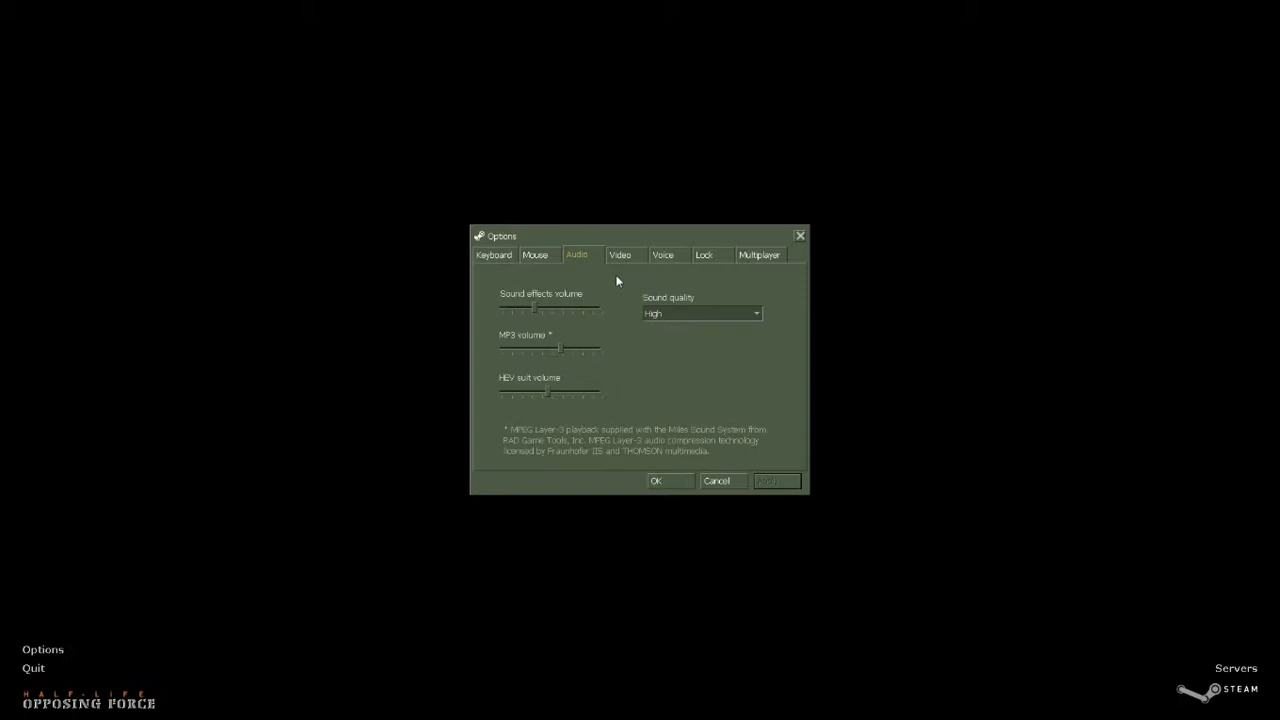 Options
Keyboard Mouse Audio Video Voice Lock Multiplayer
Sound effects volume
Sound quality
High
MP3 volume *
HEV suit volume
* MPEG Layer-3 playback supplied with the Miles Sound System from
RAD Game Tools, Inc. MPEG Layer-3 audio compression technology
licensed by Fraunhofer IIS and THOMSON multimedia.
OK Cancel Apply
Options
Quit
Servers
HALF-LIFE
OPPOSING FORCE
STEAM